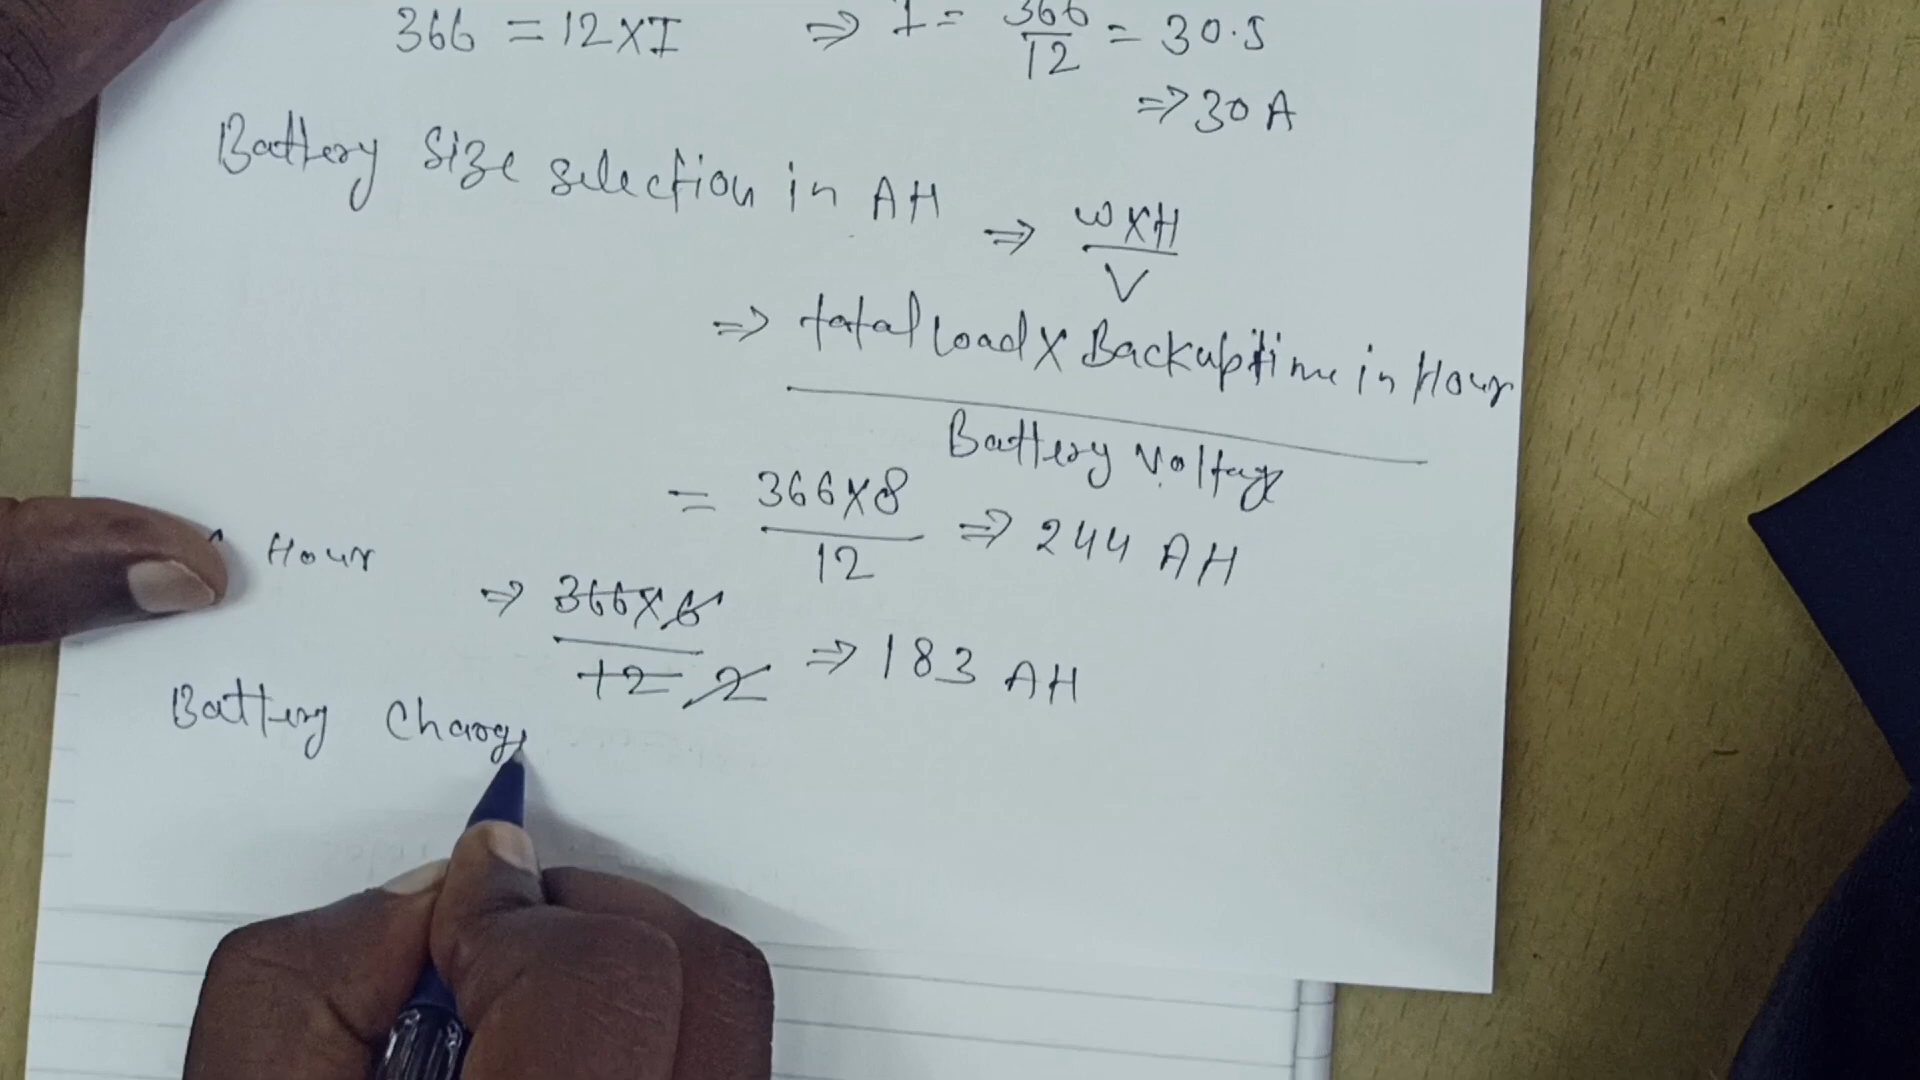 366 = 12 X I ⇒ I = 366/12 = 30.5
⇒ 30 A
Battery Size selection in AH ⇒ W X H / V
⇒ total load X Backup time in Hour / Battery Voltage
= 366 X 8 / 12 ⇒ 244 AH
Hour
⇒ 366 X 6 / 12 2 ⇒ 183 AH
Battery Charg